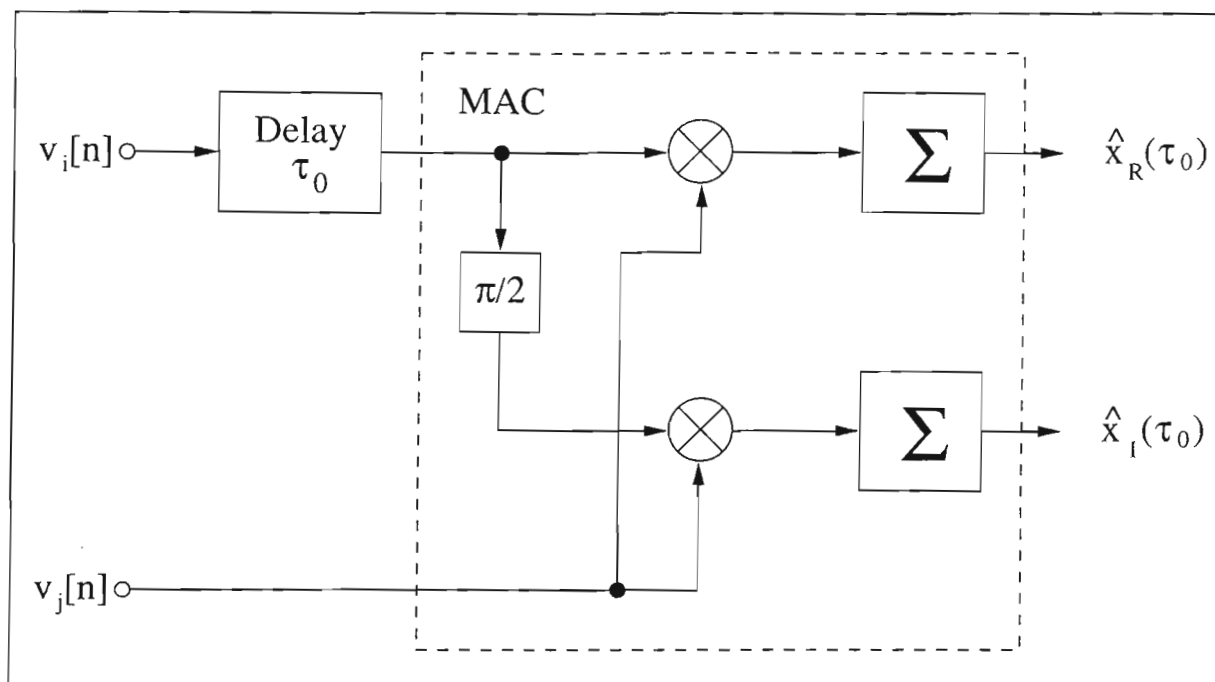 MAC
v_i[n]
Delay
τ_0
Σ
x̂_R(τ_0)
π/2
Σ
x̂_I(τ_0)
v_j[n]